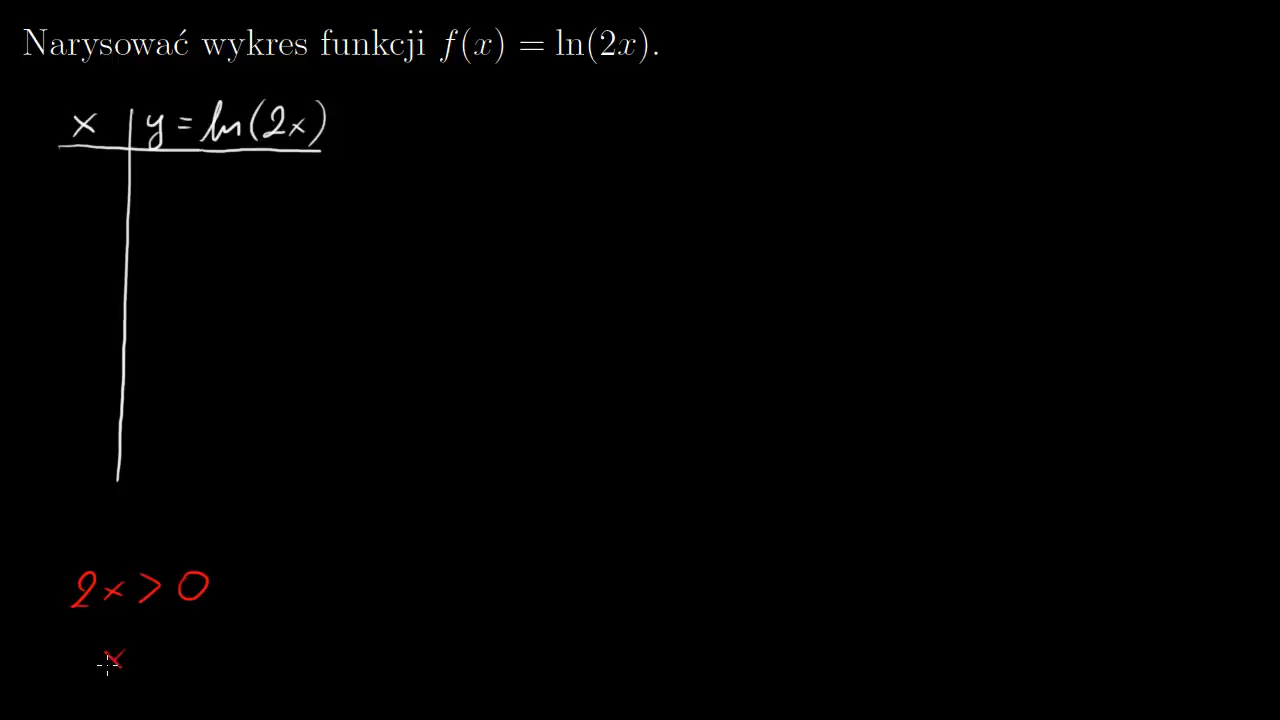 Narysować wykres funkcji f(x) = ln(2x).
x | y = ln(2x)
2x > 0
x